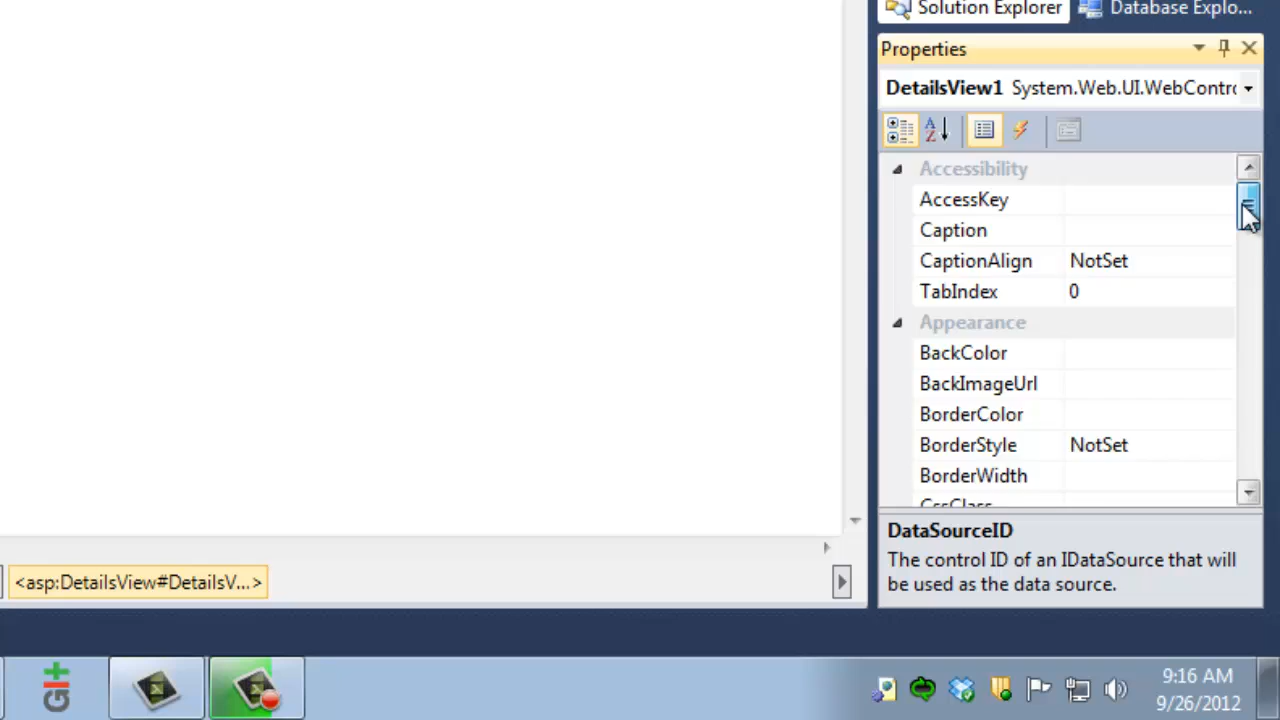 Solution Explorer
Database Explo...
Properties
DetailsView1 System.Web.UI.WebContro
A
Z
Accessibility
AccessKey
Caption
CaptionAlign NotSet
TabIndex 0
Appearance
BackColor
BackImageUrl
BorderColor
BorderStyle NotSet
BorderWidth
CssClass
DataSourceID
The control ID of an IDataSource that will
be used as the data source.
<asp:DetailsView#DetailsV...>
Git
9:16 AM
9/26/2012